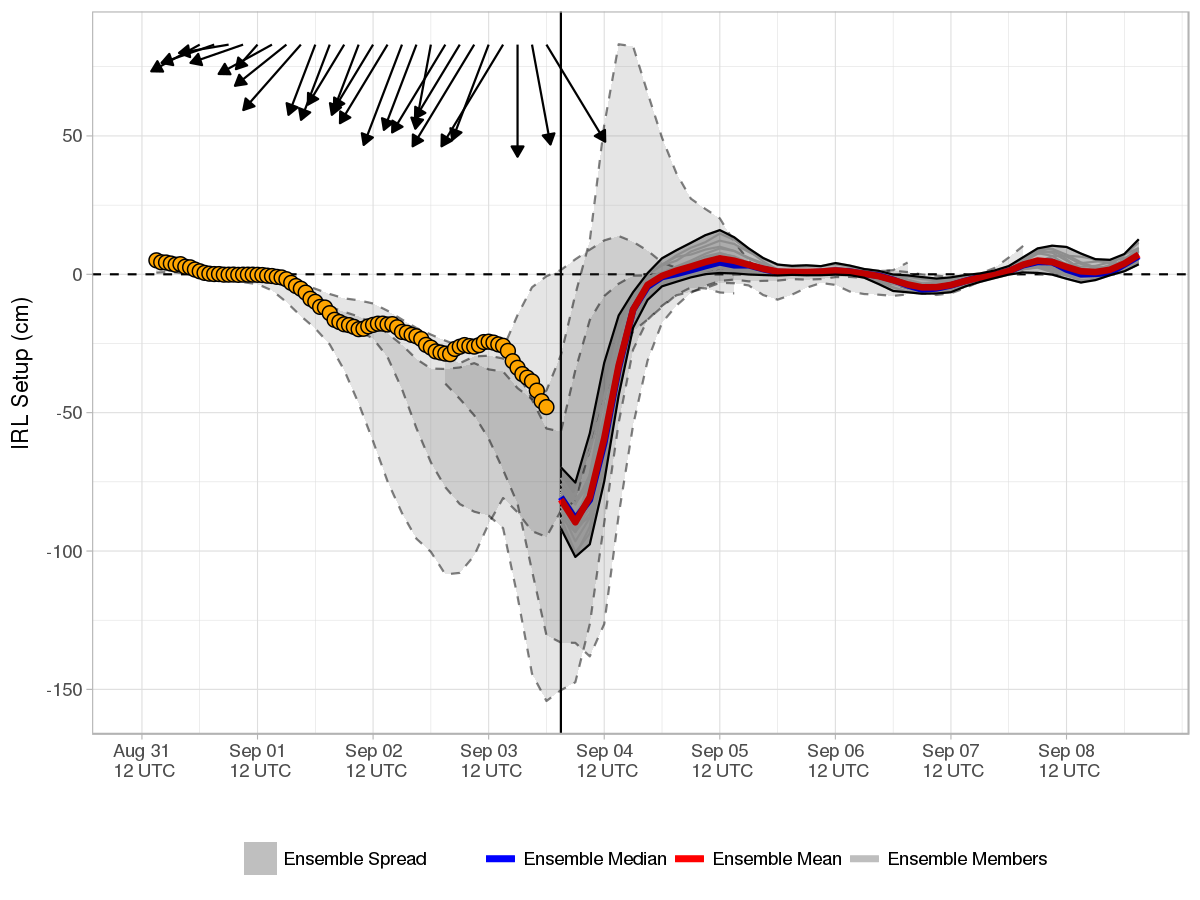 IRL Setup (cm)
50
0
-50
-100
-150
Aug 31 Sep 01 Sep 02 Sep 03 Sep 04 Sep 05 Sep 06 Sep 07 Sep 08
12 UTC 12 UTC 12 UTC 12 UTC 12 UTC 12 UTC 12 UTC 12 UTC 12 UTC
Ensemble Spread Ensemble Median Ensemble Mean Ensemble Members